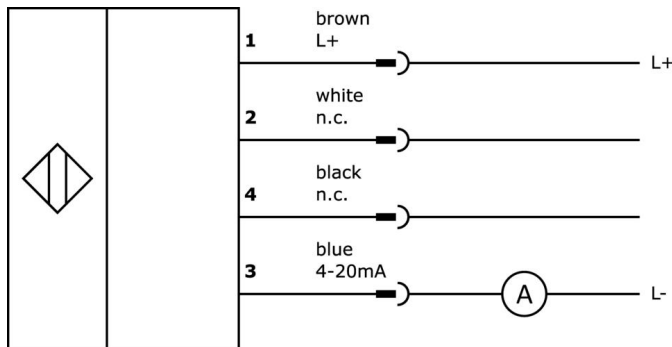 brown
1
L+
L+
white
2
n.c.
black
4
n.c.
blue
3
4-20mA
A
L-